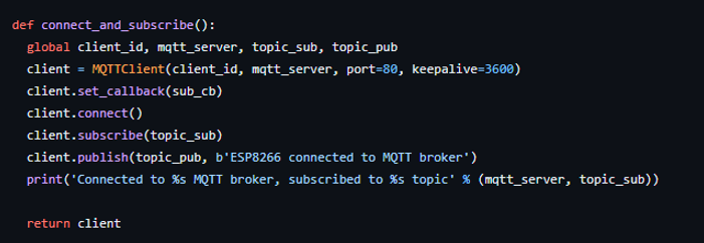 def connect_and_subscribe():
  global client_id, mqtt_server, topic_sub, topic_pub
  client = MQTTClient(client_id, mqtt_server, port=80, keepalive=3600)
  client.set_callback(sub_cb)
  client.connect()
  client.subscribe(topic_sub)
  client.publish(topic_pub, b'ESP8266 connected to MQTT broker')
  print('Connected to %s MQTT broker, subscribed to %s topic' % (mqtt_server, topic_sub))
  return client